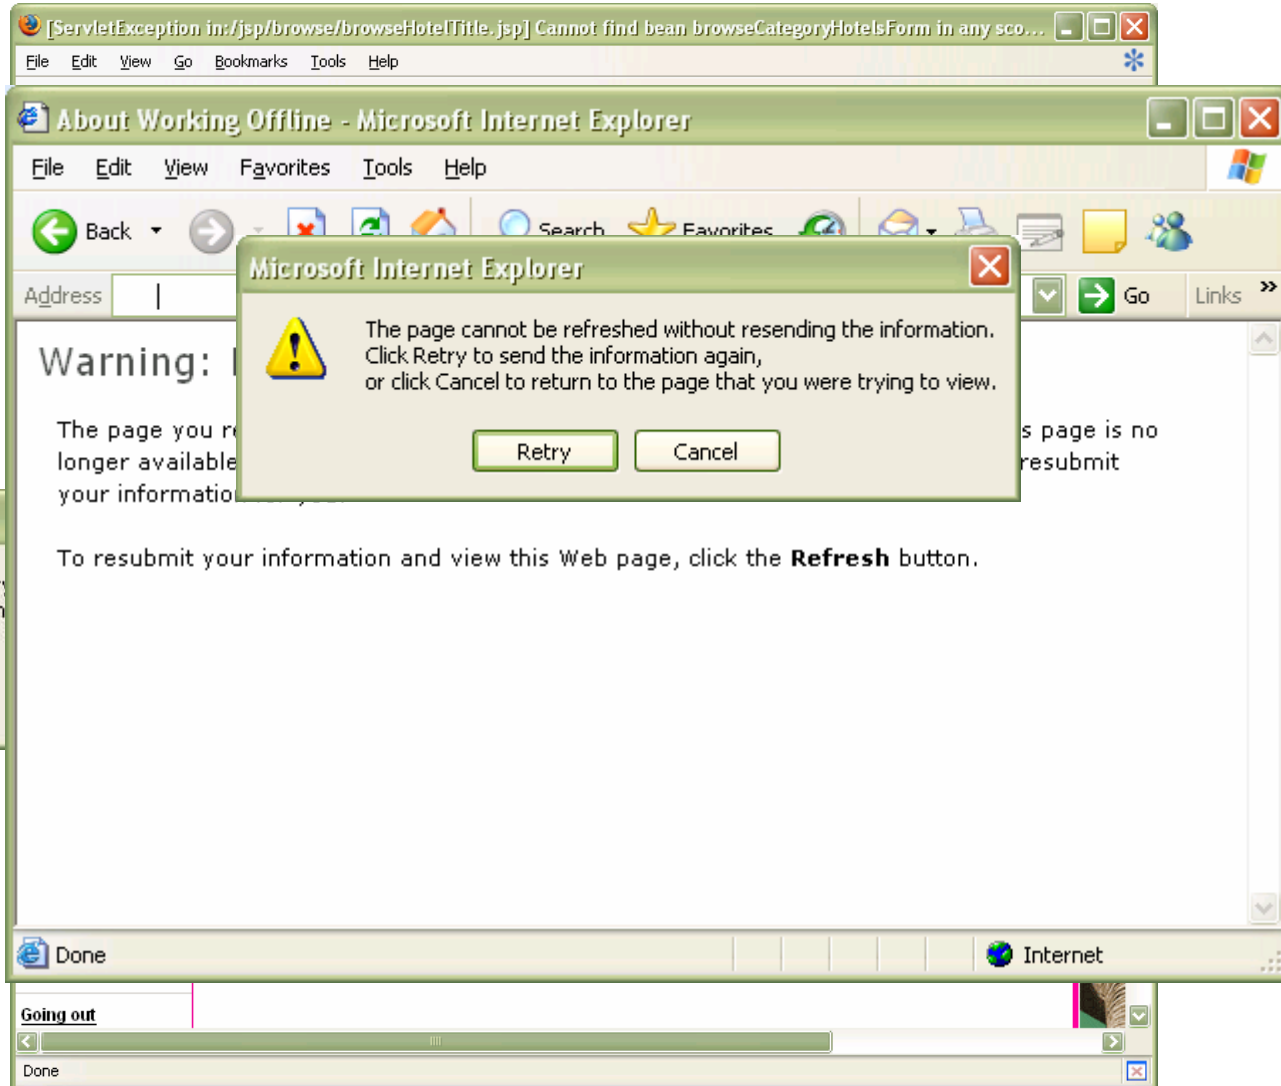 [ServletException in:/jsp/browse/browseHotelTitle.jsp] Cannot find bean browseCategoryHotelsForm in any sco...
File Edit View Go Bookmarks Tools Help
About Working Offline - Microsoft Internet Explorer
File Edit View Favorites Tools Help
Back Search Favorites
Address Go Links »
Microsoft Internet Explorer
The page cannot be refreshed without resending the information.
Click Retry to send the information again,
or click Cancel to return to the page that you were trying to view.
Retry Cancel
Warning:
The page you s page is no
longer available resubmit
your information
To resubmit your information and view this Web page, click the Refresh button.
Done Internet
Going out
Done